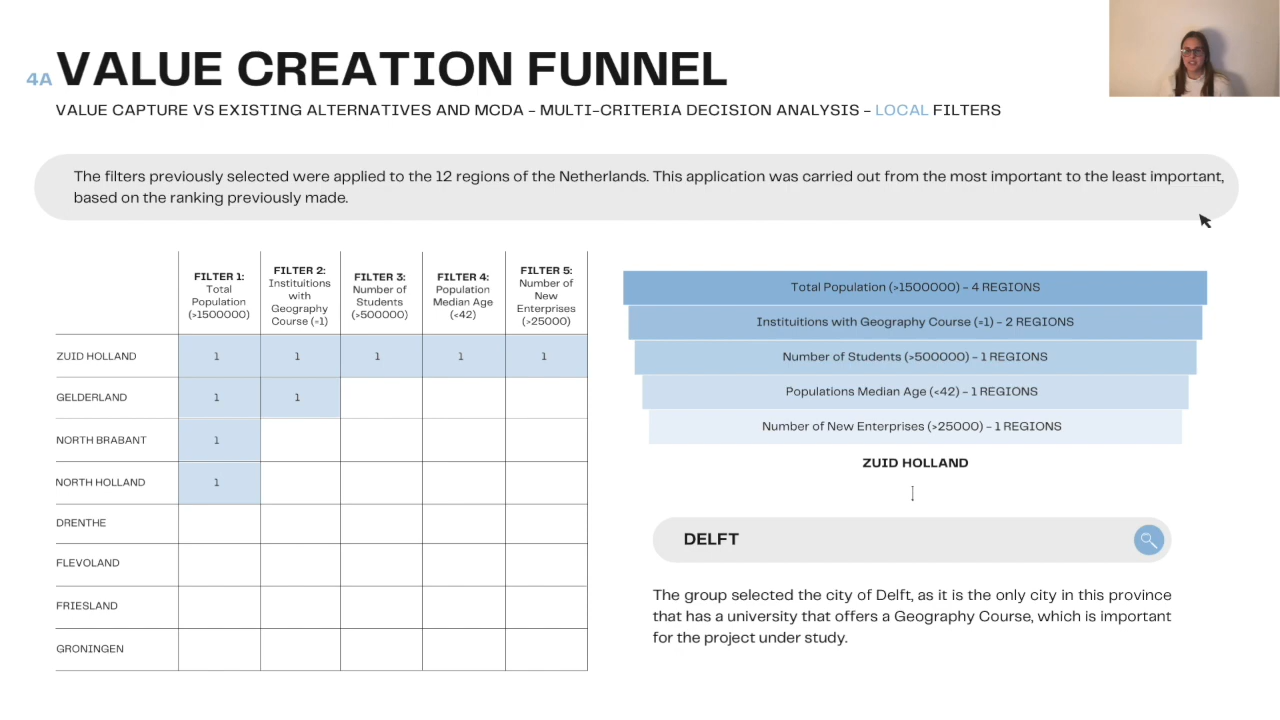 4A VALUE CREATION FUNNEL
VALUE CAPTURE VS EXISTING ALTERNATIVES AND MCDA - MULTI-CRITERIA DECISION ANALYSIS - LOCAL FILTERS
The filters previously selected were applied to the 12 regions of the Netherlands. This application was carried out from the most important to the least important,
based on the ranking previously made.
FILTER 1:
Total
Population
(>1500000)
FILTER 2:
Instituitions
with
Geography
Course (=1)
FILTER 3:
Number of
Students
(>500000)
FILTER 4:
Population
Median Age
(<42)
FILTER 5:
Number of
New
Enterprises
(>25000)
ZUID HOLLAND 1 1 1 1 1
GELDERLAND 1 1
NORTH BRABANT 1
NORTH HOLLAND 1
DRENTHE
FLEVOLAND
FRIESLAND
GRONINGEN
Total Population (>1500000) - 4 REGIONS
Instituitions with Geography Course (=1) - 2 REGIONS
Number of Students (>500000) - 1 REGIONS
Populations Median Age (<42) - 1 REGIONS
Number of New Enterprises (>25000) - 1 REGIONS
ZUID HOLLAND
DELFT
The group selected the city of Delft, as it is the only city in this province
that has a university that offers a Geography Course, which is important
for the project under study.